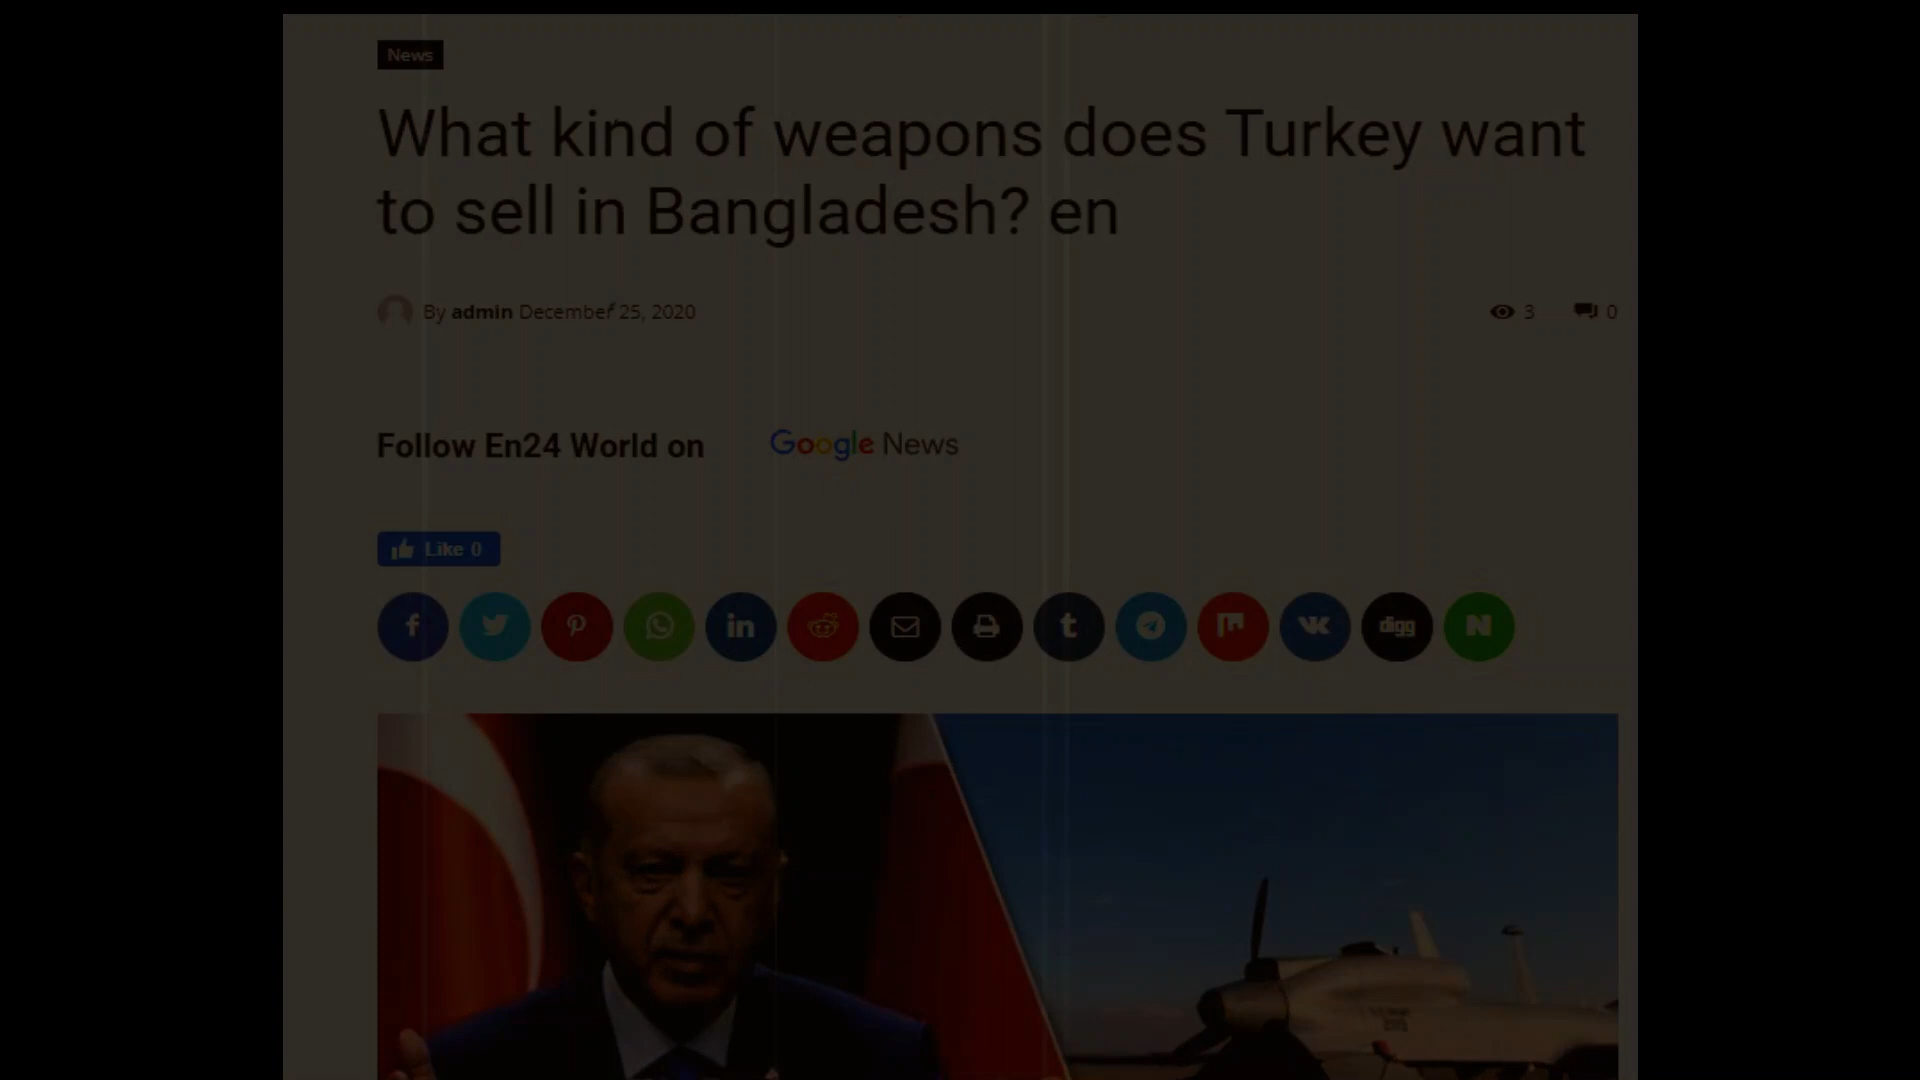 News
What kind of weapons does Turkey want
to sell in Bangladesh? en
By admin December 25, 2020
3
0
Follow En24 World on
Google News
Like 0
digg